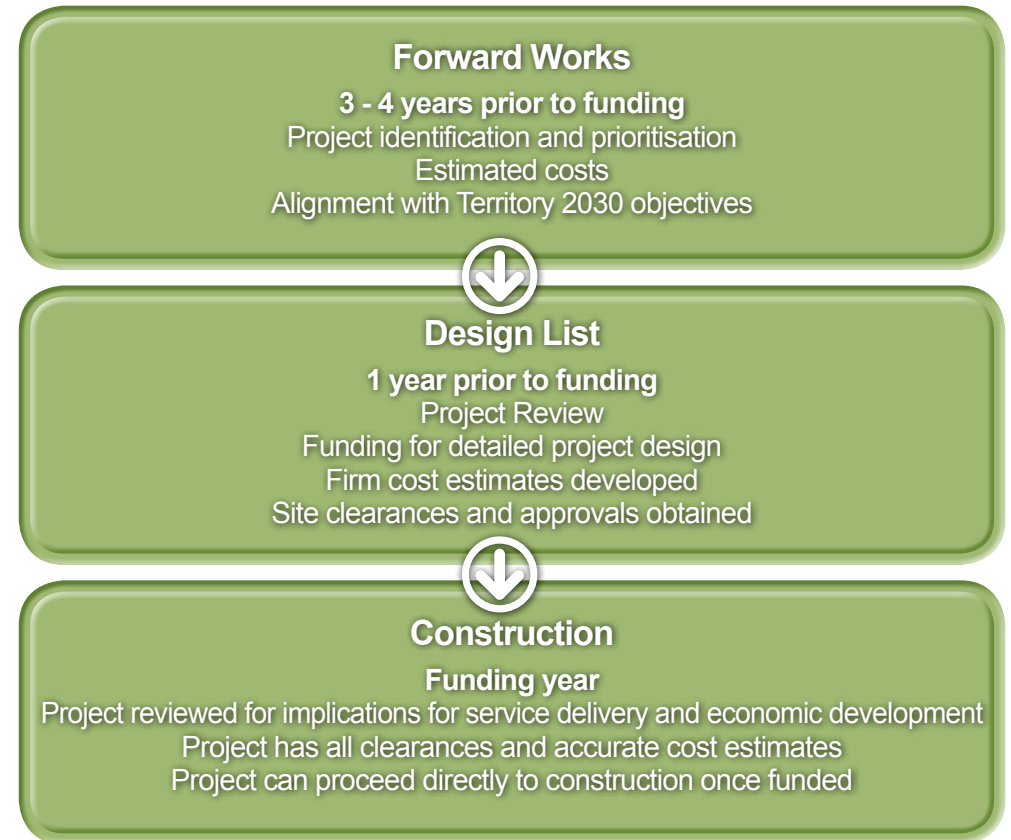 Forward Works
3 - 4 years prior to funding
Project identification and prioritisation
Estimated costs
Alignment with Territory 2030 objectives
Design List
1 year prior to funding
Project Review
Funding for detailed project design
Firm cost estimates developed
Site clearances and approvals obtained
Construction
Funding year
Project reviewed for implications for service delivery and economic development
Project has all clearances and accurate cost estimates
Project can proceed directly to construction once funded